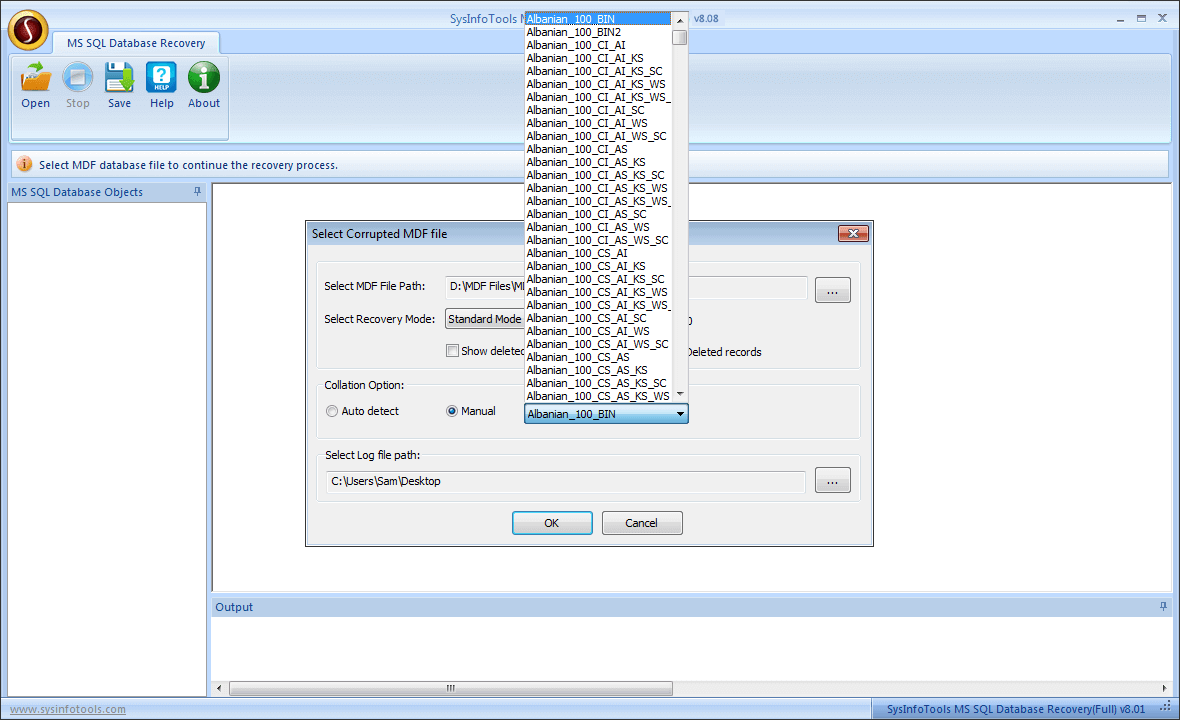 SysInfoTools M
v8.08
MS SQL Database Recovery
Open
Stop
Save
HELP
Help
About
Select MDF database file to continue the recovery process.
MS SQL Database Objects
Albanian_100_BIN
Albanian_100_BIN2
Albanian_100_CI_AI
Albanian_100_CI_AI_KS
Albanian_100_CI_AI_KS_SC
Albanian_100_CI_AI_KS_WS
Albanian_100_CI_AI_KS_WS_
Albanian_100_CI_AI_SC
Albanian_100_CI_AI_WS
Albanian_100_CI_AI_WS_SC
Albanian_100_CI_AS
Albanian_100_CI_AS_KS
Albanian_100_CI_AS_KS_SC
Albanian_100_CI_AS_KS_WS
Albanian_100_CI_AS_KS_WS_
Albanian_100_CI_AS_SC
Albanian_100_CI_AS_WS
Albanian_100_CI_AS_WS_SC
Albanian_100_CS_AI
Albanian_100_CS_AI_KS
Albanian_100_CS_AI_KS_SC
Albanian_100_CS_AI_KS_WS
Albanian_100_CS_AI_KS_WS_
Albanian_100_CS_AI_SC
Albanian_100_CS_AI_WS
Albanian_100_CS_AI_WS_SC
Albanian_100_CS_AS
Albanian_100_CS_AS_KS
Albanian_100_CS_AS_KS_SC
Albanian_100_CS_AS_KS_WS
Select Corrupted MDF file
Select MDF File Path:
D:\MDF Files\M
...
Select Recovery Mode:
Standard Mode
Show deleted
Deleted records
Collation Option:
Auto detect
Manual
Albanian_100_BIN
Select Log file path:
C:\Users\Sam\Desktop
...
OK
Cancel
Output
www.sysinfotools.com
SysInfoTools MS SQL Database Recovery(Full) v8.01